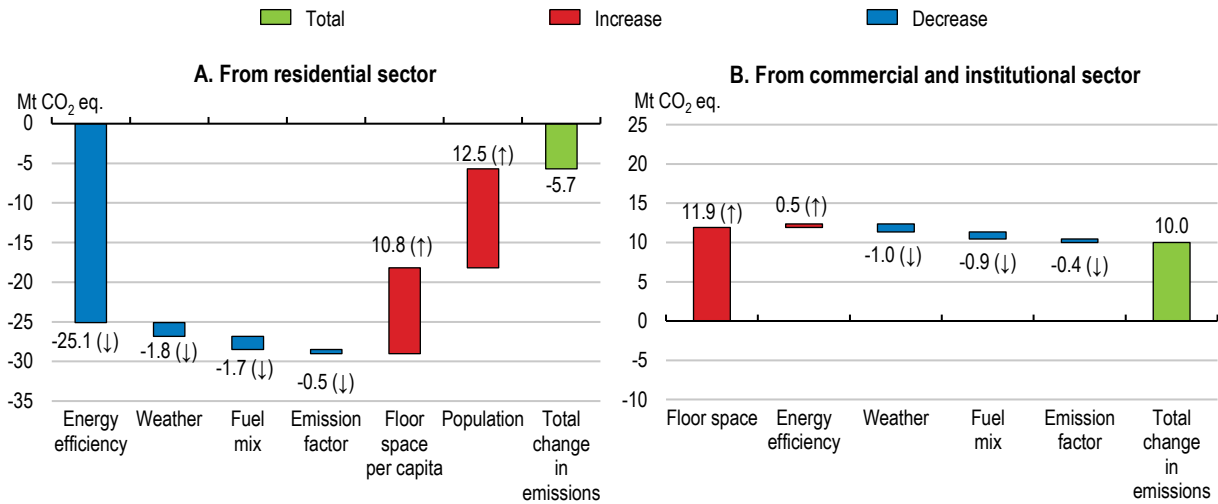 Total Increase Decrease
A. From residential sector
Mt CO₂ eq.
0
-5
-10
-15
-20
-25
-30
-35
-25.1 (↓)
-1.8 (↓)
-1.7 (↓)
-0.5 (↓)
10.8 (↑)
12.5 (↑)
-5.7
Energy
efficiency
Weather
Fuel
mix
Emission
factor
Floor
space
per capita
Population
Total
change
in
emissions
B. From commercial and institutional sector
Mt CO₂ eq.
25
20
15
10
5
0
-5
-10
11.9 (↑)
0.5 (↑)
-1.0 (↓)
-0.9 (↓)
-0.4 (↓)
10.0
Floor space
Energy
efficiency
Weather
Fuel
mix
Emission
factor
Total
change
in
emissions